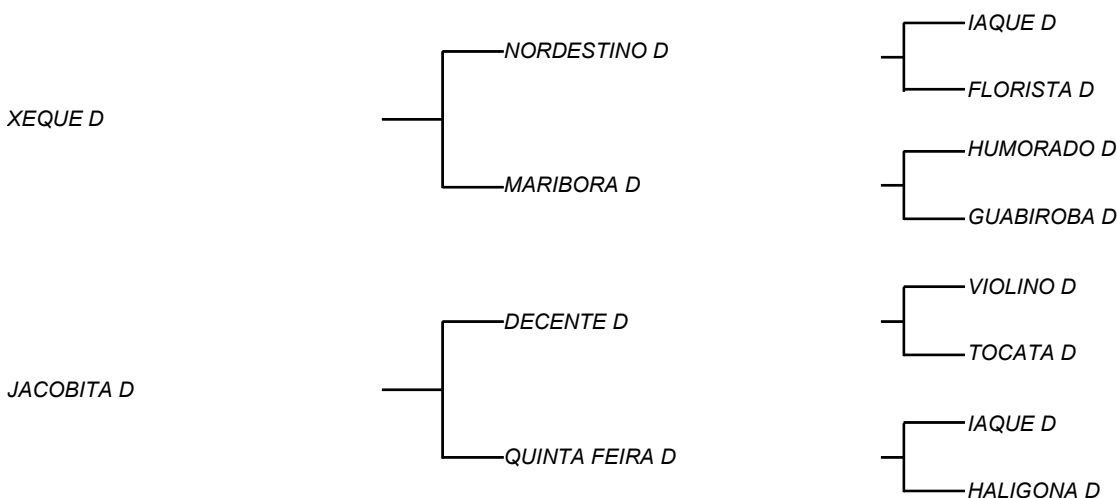 IAQUE D
NORDESTINO D
FLORISTA D
XEQUE D
HUMORADO D
MARIBORA D
GUABIROBA D
VIOLINO D
DECENTE D
TOCATA D
JACOBITA D
IAQUE D
QUINTA FEIRA D
HALIGONA D